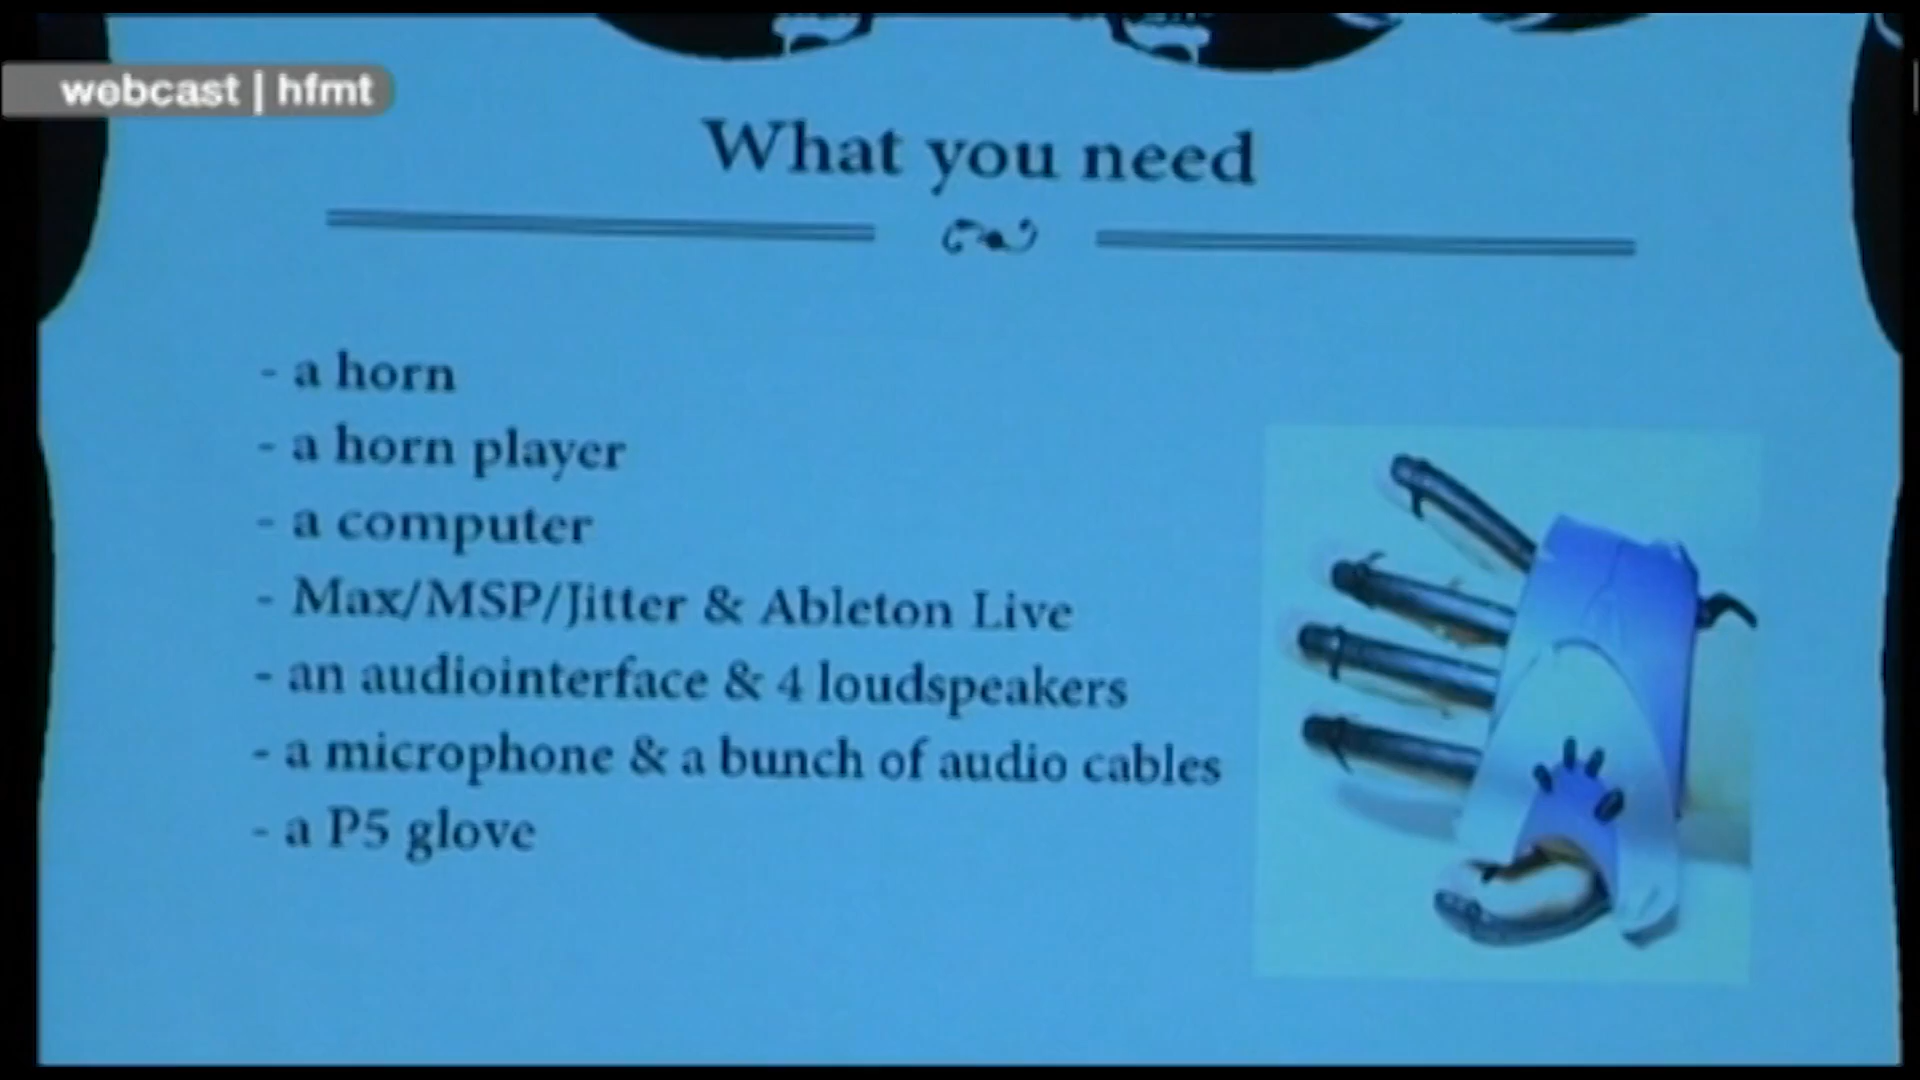 webcast | hfmt
What you need
- a horn
- a horn player
- a computer
- Max/MSP/Jitter & Ableton Live
- an audiointerface & 4 loudspeakers
- a microphone & a bunch of audio cables
- a P5 glove